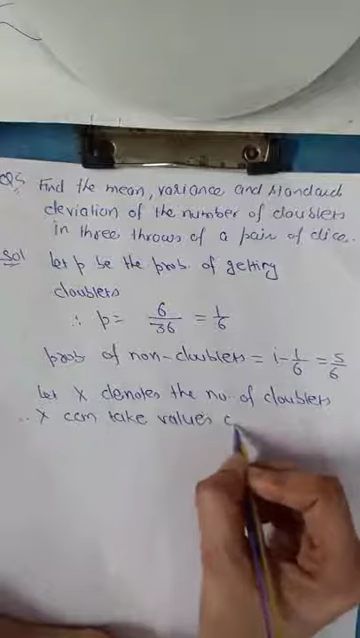 Q5 Find the mean, variance and standard
deviation of the number of doublets
in three throws of a pair of dice.
Sol let p be the prob. of getting
doublets
∴ p = 6/36 = 1/6
prob of non-doublets = 1 - 1/6 = 5/6
let X denotes the no. of doublets
∴ X can take values